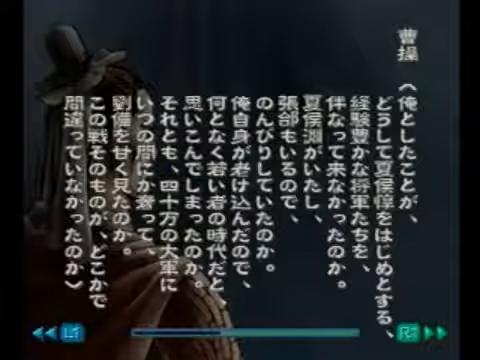 曹操
（俺としたことが、
どうして夏侯惇をはじめとする、
経験豊かな将軍たちを、
伴なって来なかったのか。
夏侯淵がいたし、
張郃もいるので、
のんびりしていたのか。
俺自身が老け込んだので、
何となく若い者の時代だと、
思いこんでしまったのか。
それとも、四十万の大軍に
いつの間にか奢って、
劉備を甘く見たのか。
この戦そのものが、どこかで
間違っていなかったのか）
L1
R1